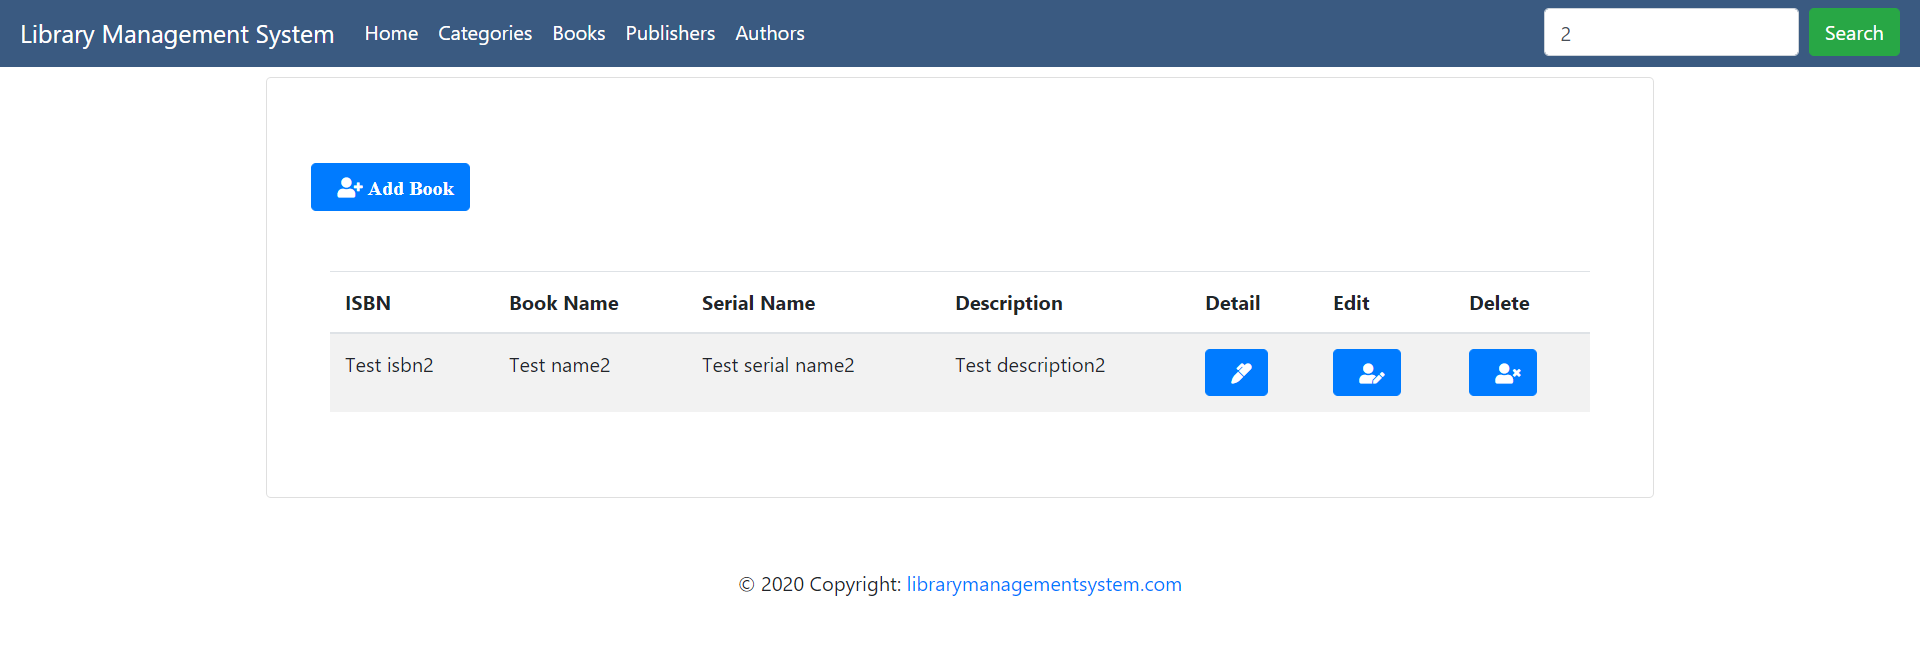 Library Management System Home Categories Books Publishers Authors 2 Search
Add Book
ISBN Book Name Serial Name Description Detail Edit Delete
Test isbn2 Test name2 Test serial name2 Test description2
© 2020 Copyright: librarymanagementsystem.com